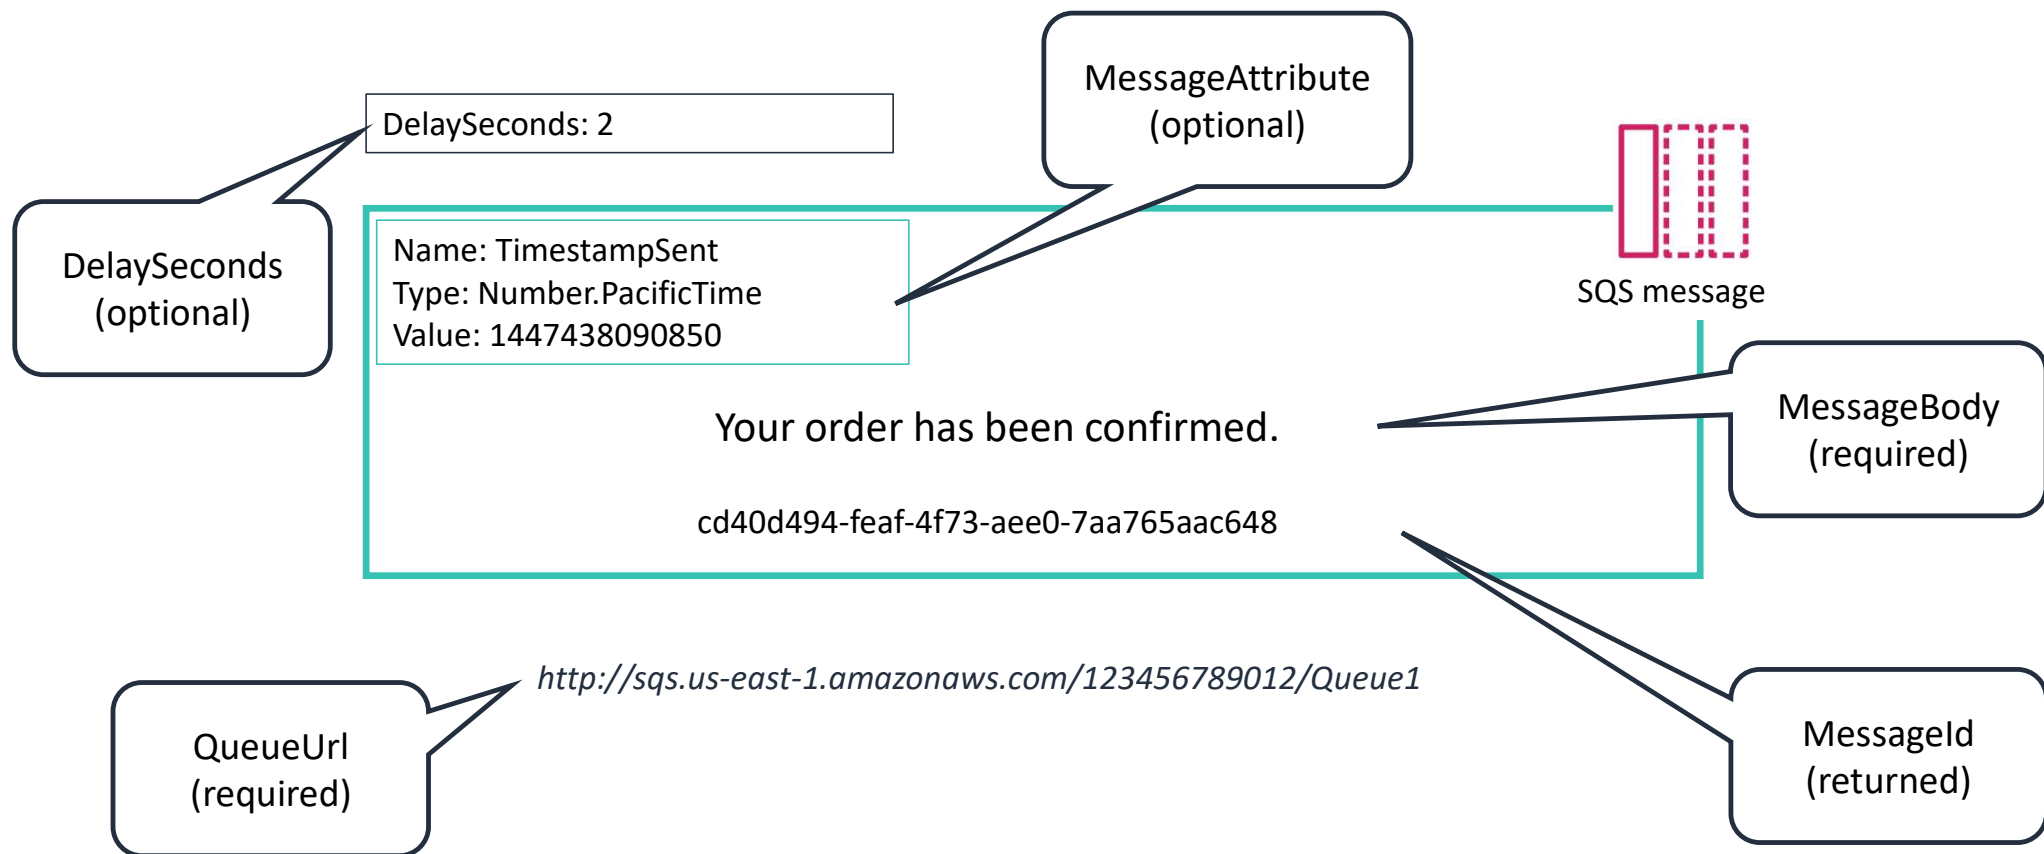 MessageAttribute
(optional)
DelaySeconds: 2
DelaySeconds
(optional)
Name: TimestampSent
Type: Number.PacificTime
Value: 1447438090850
SQS message
Your order has been confirmed.
MessageBody
(required)
cd40d494-feaf-4f73-aee0-7aa765aac648
http://sqs.us-east-1.amazonaws.com/123456789012/Queue1
QueueUrl
(required)
MessageId
(returned)